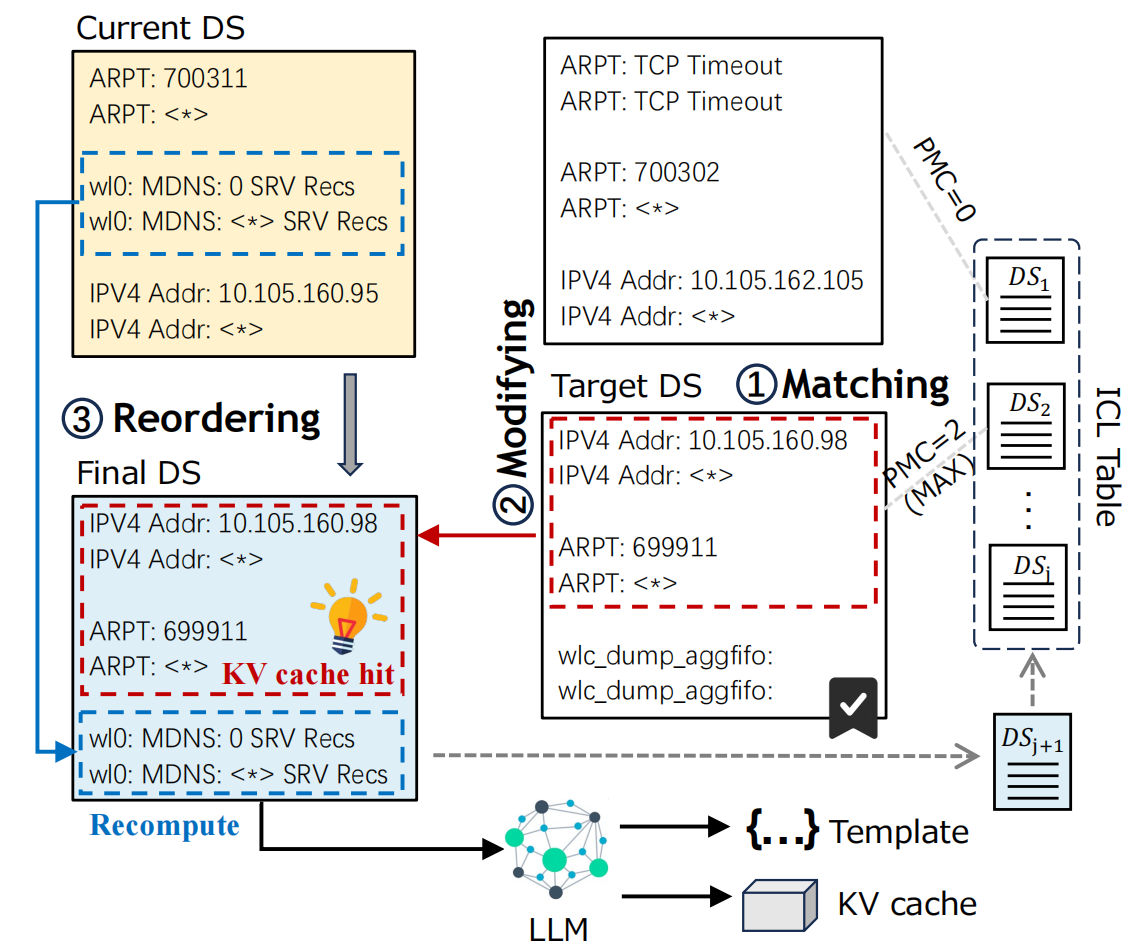 Current DS
ARPT: 700311
ARPT: <*>
wl0: MDNS: 0 SRV Recs
wl0: MDNS: <*> SRV Recs
IPV4 Addr: 10.105.160.95
IPV4 Addr: <*>
ARPT: TCP Timeout
ARPT: TCP Timeout
ARPT: 700302
ARPT: <*>
IPV4 Addr: 10.105.162.105
IPV4 Addr: <*>
PMC=0
DS1
DS2
⋮
DSj
ICL Table
PMC=2
(MAX)
① Matching
② Modifying
③ Reordering
Target DS
IPV4 Addr: 10.105.160.98
IPV4 Addr: <*>
ARPT: 699911
ARPT: <*>
wlc_dump_aggfifo:
wlc_dump_aggfifo:
Final DS
IPV4 Addr: 10.105.160.98
IPV4 Addr: <*>
ARPT: 699911
ARPT: <*>
KV cache hit
wl0: MDNS: 0 SRV Recs
wl0: MDNS: <*> SRV Recs
Recompute
DSj+1
LLM
{...} Template
KV cache